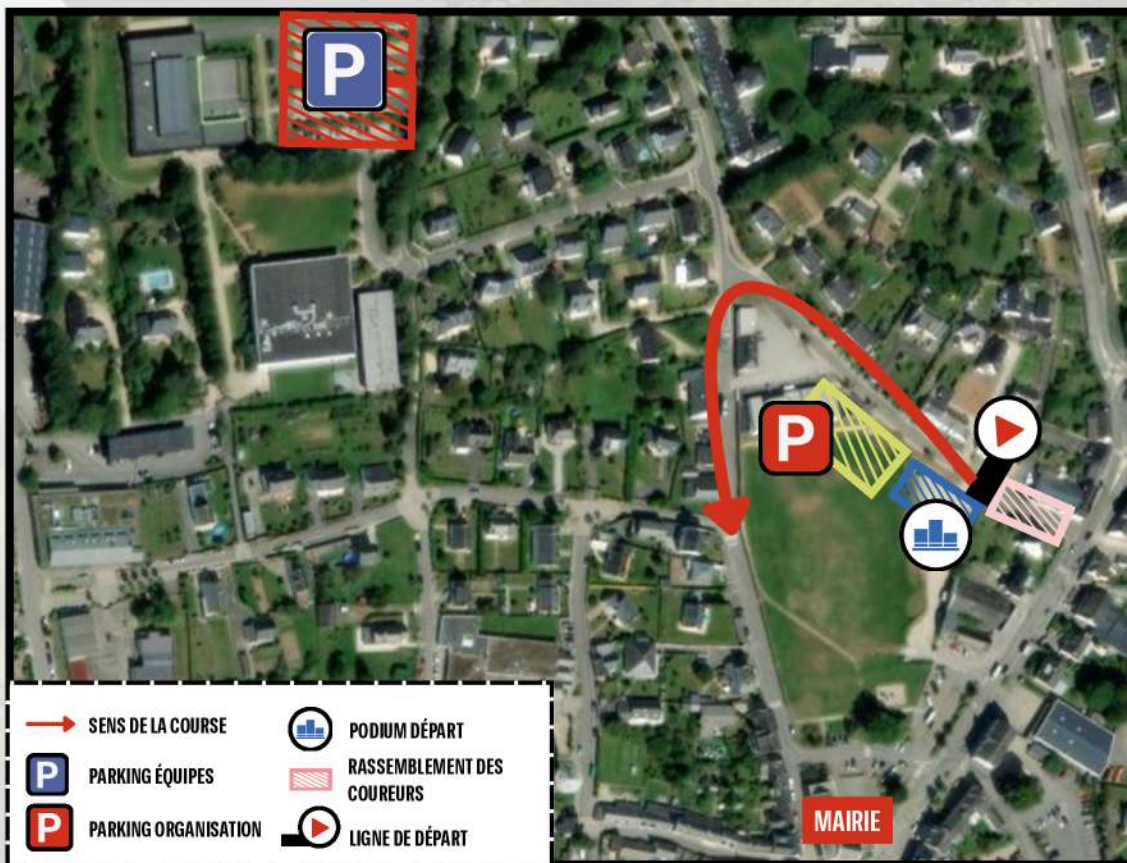 P
P
MAIRIE
SENS DE LA COURSE
P PARKING ÉQUIPES
P PARKING ORGANISATION
PODIUM DÉPART
RASSEMBLEMENT DES
COUREURS
LIGNE DE DÉPART